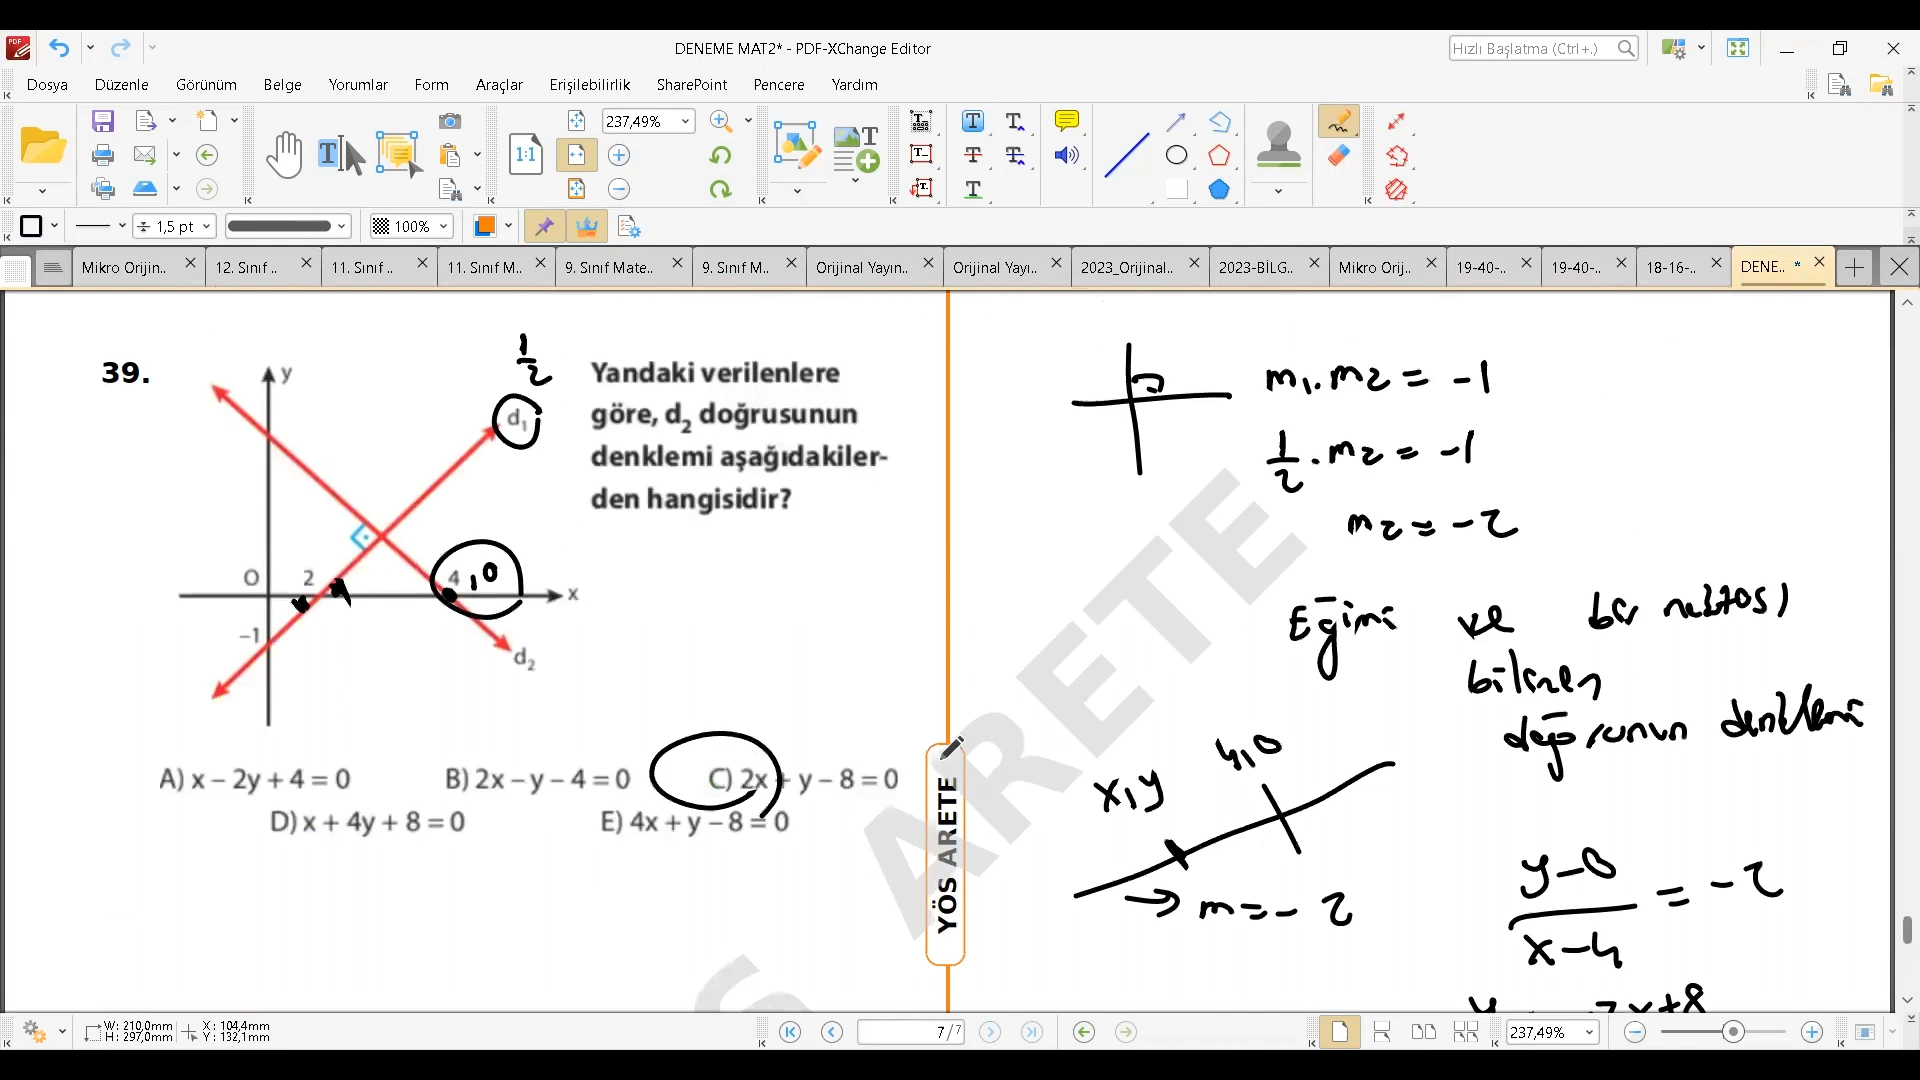 DENEME MAT2* - PDF-XChange Editor
Hızlı Başlatma (Ctrl+.)
Dosya Düzenle Görünüm Belge Yorumlar Form Araçlar Erişilebilirlik SharePoint Pencere Yardım
237,49%
1:1
1,5 pt
100%
Mikro Orijin.. 12. Sınıf .. 11. Sınıf .. 11. Sınıf M.. 9. Sınıf Mate.. 9. Sınıf M.. Orijinal Yayın.. Orijinal Yayı.. 2023_Orijinal.. 2023-BİLG.. Mikro Orij.. 19-40-.. 19-40-.. 18-16-.. DENE.. *
39.
Yandaki verilenlere
göre, d₂ doğrusunun
denklemi aşağıdakiler-
den hangisidir?
y
1/2
d₁
O 2 4 ,0 x
–1
d₂
A) x – 2y + 4 = 0 B) 2x – y – 4 = 0 C) 2x + y – 8 = 0
D) x + 4y + 8 = 0 E) 4x + y – 8 = 0
YÖS ARETE
S ARETE
m₁.m₂ = -1
1/2 . m₂ = -1
m₂ = -2
Eğimi ve bir noktası
bilinen
doğrunun denklemi
x,y 4,0
→ m = -2
y-0/x-4 = -2
y = -2x+8
W: 210,0mm
H: 297,0mm
X: 104,4mm
Y: 132,1mm
7 / 7
237,49%